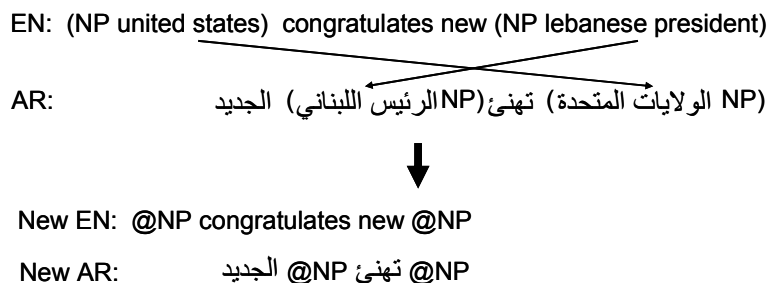 EN: (NP united states) congratulates new (NP lebanese president)
AR: (NP الولايات المتحدة) تهنئ (NP الرئيس اللبناني) الجديد
New EN: @NP congratulates new @NP
New AR: @NP تهنئ @NP الجديد